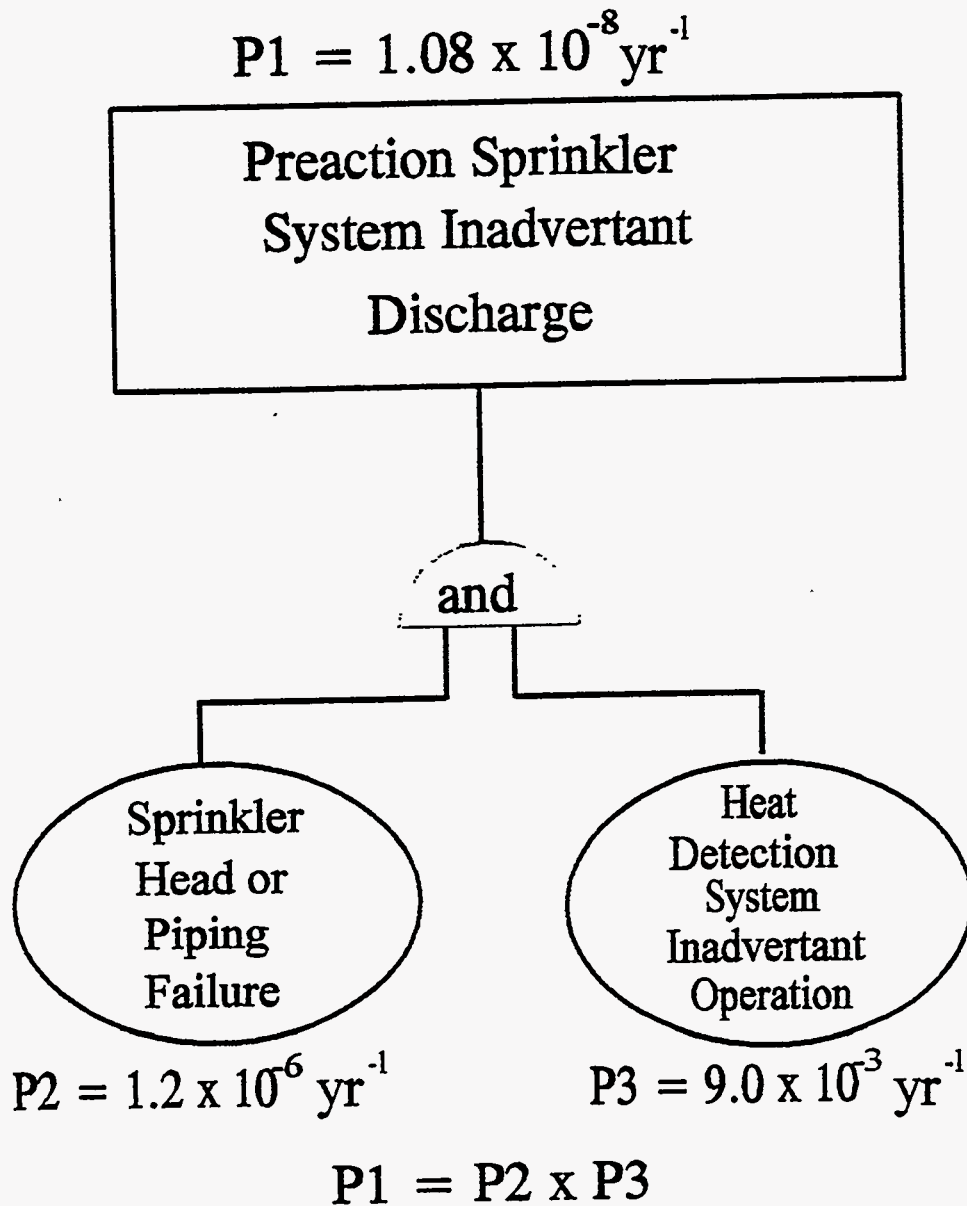 P1 = 1.08 x 10⁻⁸ yr⁻¹
Preaction Sprinkler
System Inadvertant
Discharge
and
Sprinkler
Head or
Piping
Failure
P2 = 1.2 x 10⁻⁶ yr⁻¹
Heat
Detection
System
Inadvertant
Operation
P3 = 9.0 x 10⁻³ yr⁻¹
P1 = P2 x P3